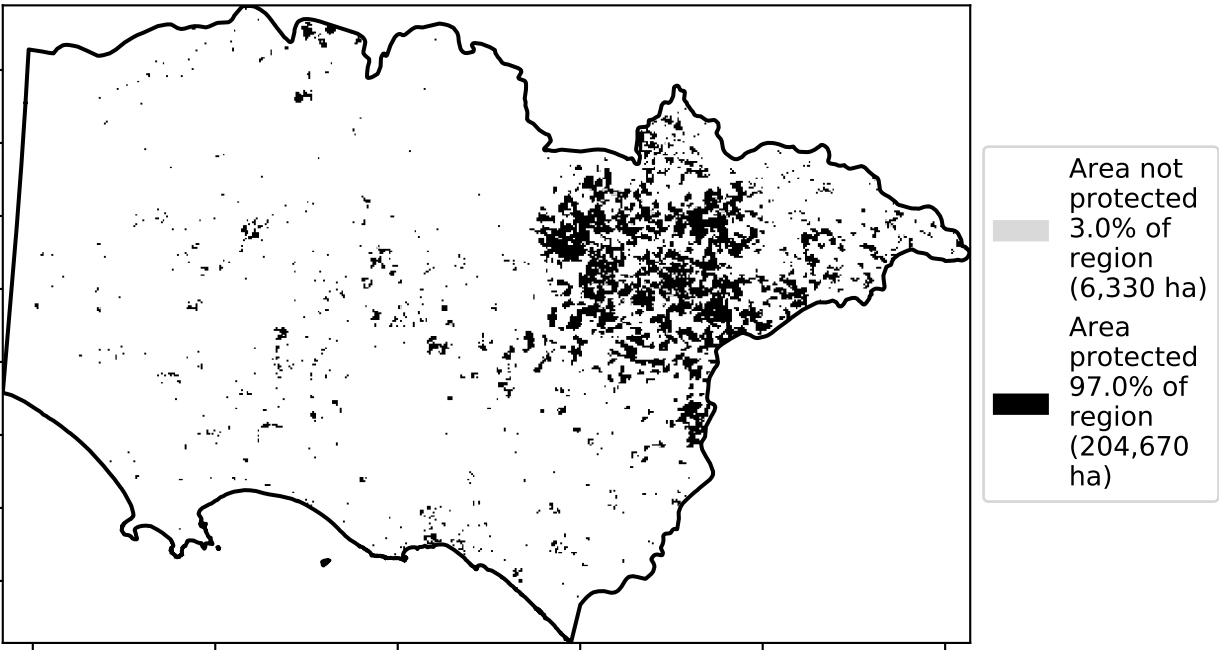 Area not
protected
3.0% of
region
(6,330 ha)
Area
protected
97.0% of
region
(204,670
ha)